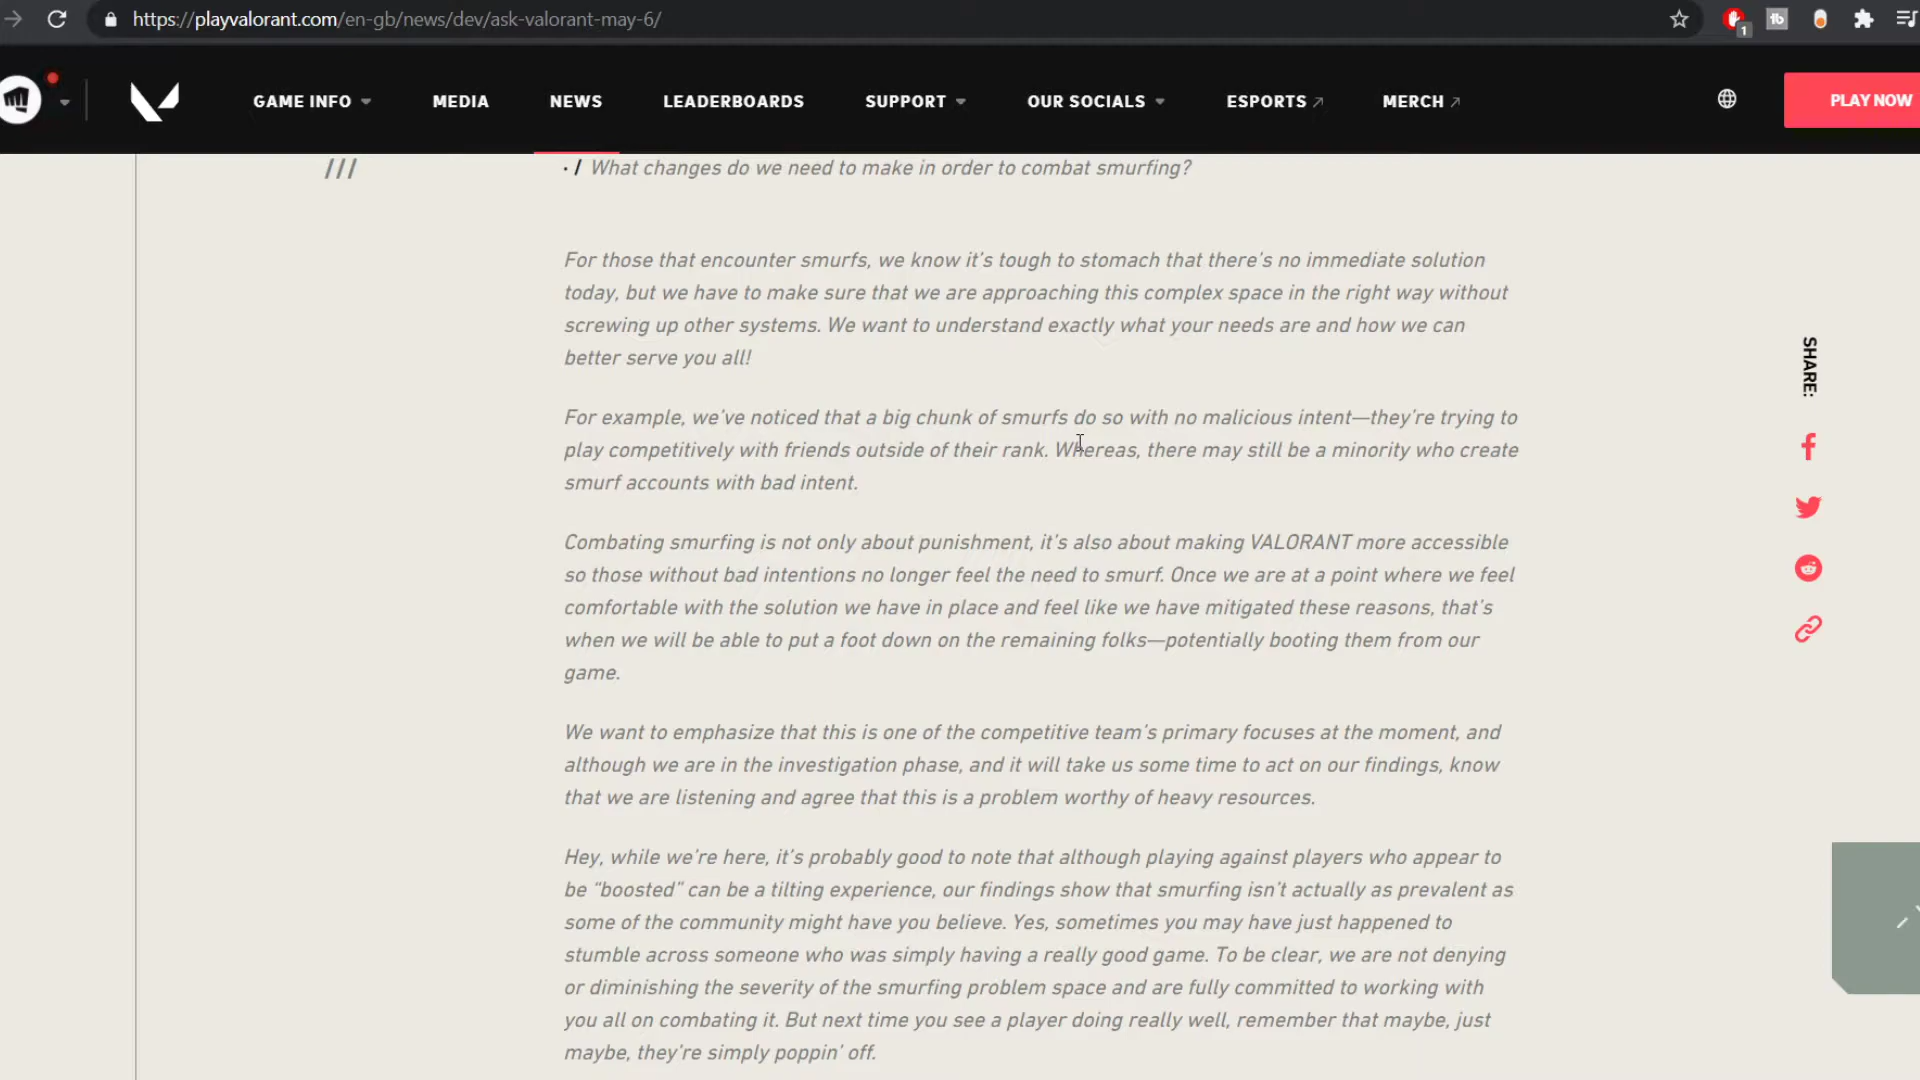 https://playvalorant.com/en-gb/news/dev/ask-valorant-may-6/
1
GAME INFO
MEDIA
NEWS
LEADERBOARDS
SUPPORT
OUR SOCIALS
ESPORTS
MERCH
PLAY NOW
///
· / What changes do we need to make in order to combat smurfing?
For those that encounter smurfs, we know it's tough to stomach that there's no immediate solution
today, but we have to make sure that we are approaching this complex space in the right way without
screwing up other systems. We want to understand exactly what your needs are and how we can
better serve you all!
For example, we've noticed that a big chunk of smurfs do so with no malicious intent—they're trying to
play competitively with friends outside of their rank. Whereas, there may still be a minority who create
smurf accounts with bad intent.
Combating smurfing is not only about punishment, it's also about making VALORANT more accessible
so those without bad intentions no longer feel the need to smurf. Once we are at a point where we feel
comfortable with the solution we have in place and feel like we have mitigated these reasons, that's
when we will be able to put a foot down on the remaining folks—potentially booting them from our
game.
We want to emphasize that this is one of the competitive team's primary focuses at the moment, and
although we are in the investigation phase, and it will take us some time to act on our findings, know
that we are listening and agree that this is a problem worthy of heavy resources.
Hey, while we're here, it's probably good to note that although playing against players who appear to
be “boosted” can be a tilting experience, our findings show that smurfing isn't actually as prevalent as
some of the community might have you believe. Yes, sometimes you may have just happened to
stumble across someone who was simply having a really good game. To be clear, we are not denying
or diminishing the severity of the smurfing problem space and are fully committed to working with
you all on combating it. But next time you see a player doing really well, remember that maybe, just
maybe, they're simply poppin' off.
SHARE: